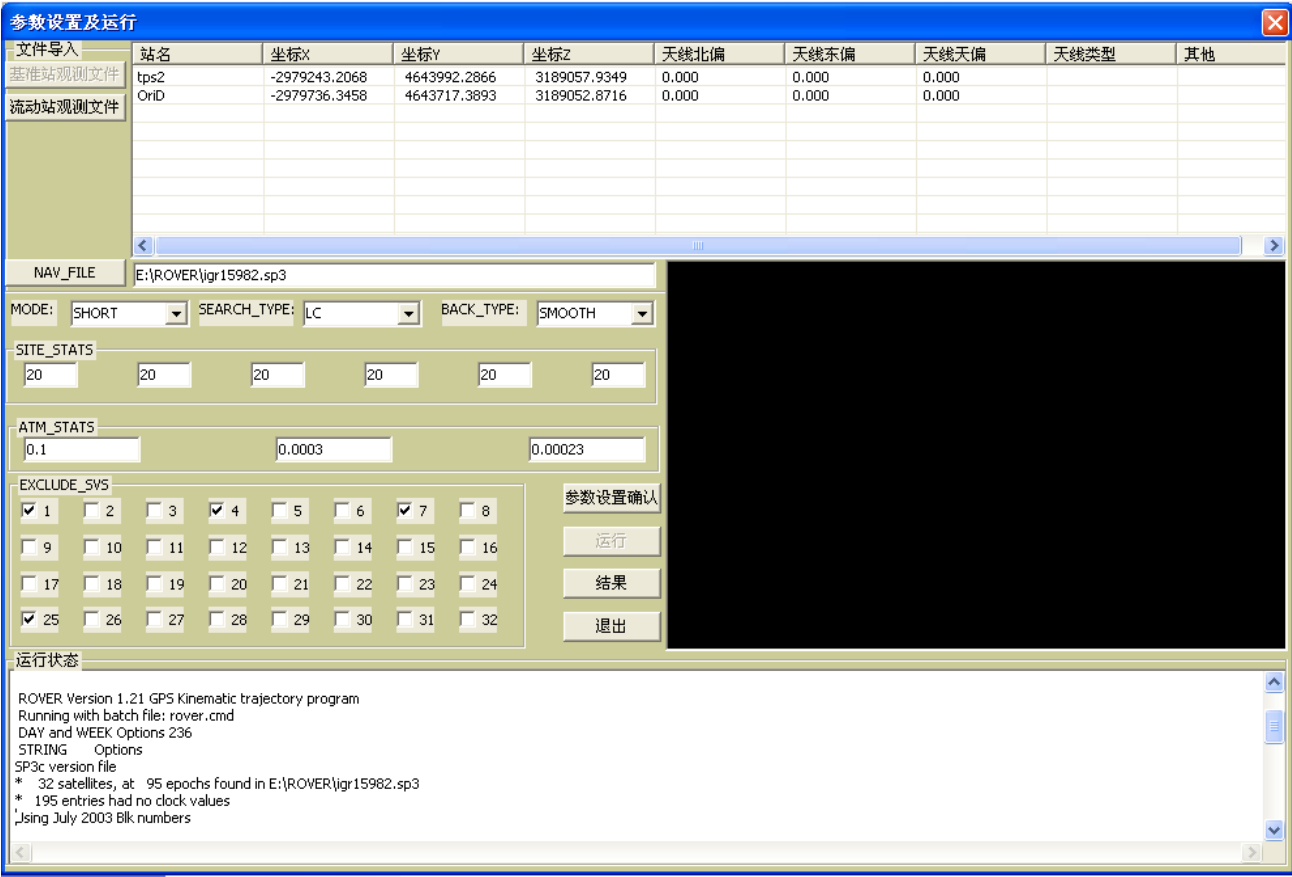 参数设置及运行
文件导入
基准站观测文件
流动站观测文件
站名 坐标X 坐标Y 坐标Z 天线北偏 天线东偏 天线天偏 天线类型 其他
tps2 -2979243.2068 4643992.2866 3189057.9349 0.000 0.000 0.000
OriD -2979736.3458 4643717.3893 3189052.8716 0.000 0.000 0.000
NAV_FILE E:\ROVER\igr15982.sp3
MODE: SHORT SEARCH_TYPE: LC BACK_TYPE: SMOOTH
SITE_STATS
20 20 20 20 20 20
ATM_STATS
0.1 0.0003 0.00023
EXCLUDE_SVS
1 2 3 4 5 6 7 8
9 10 11 12 13 14 15 16
17 18 19 20 21 22 23 24
25 26 27 28 29 30 31 32
参数设置确认
运行
结果
退出
运行状态
ROVER Version 1.21 GPS Kinematic trajectory program
Running with batch file: rover.cmd
DAY and WEEK Options 236
STRING Options
SP3c version file
* 32 satellites, at 95 epochs found in E:\ROVER\igr15982.sp3
* 195 entries had no clock values
Using July 2003 Blk numbers